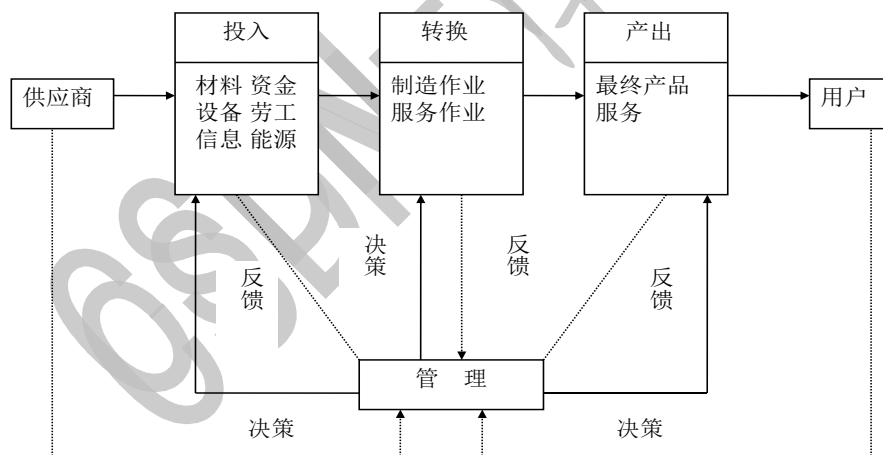 投入
转换
产出
供应商
材料 资金
设备 劳工
信息 能源
制造作业
服务作业
最终产品
服务
用户
决策
反馈
反馈
反馈
管 理
决策
决策